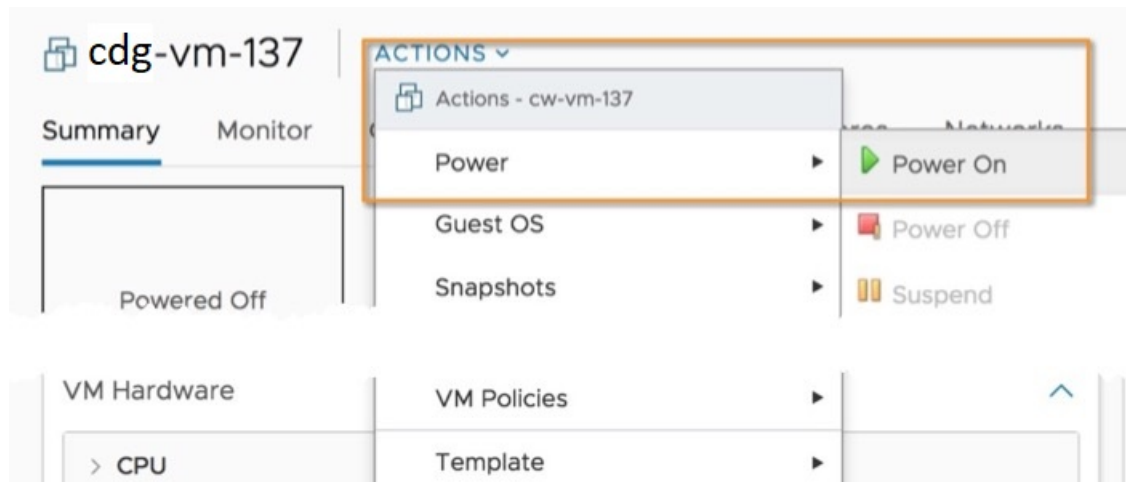 cdg-vm-137 ACTIONS
Actions - cw-vm-137
Summary Monitor Networks
Power Power On
Guest OS Power Off
Snapshots Suspend
Powered Off
VM Hardware
VM Policies
CPU
Template